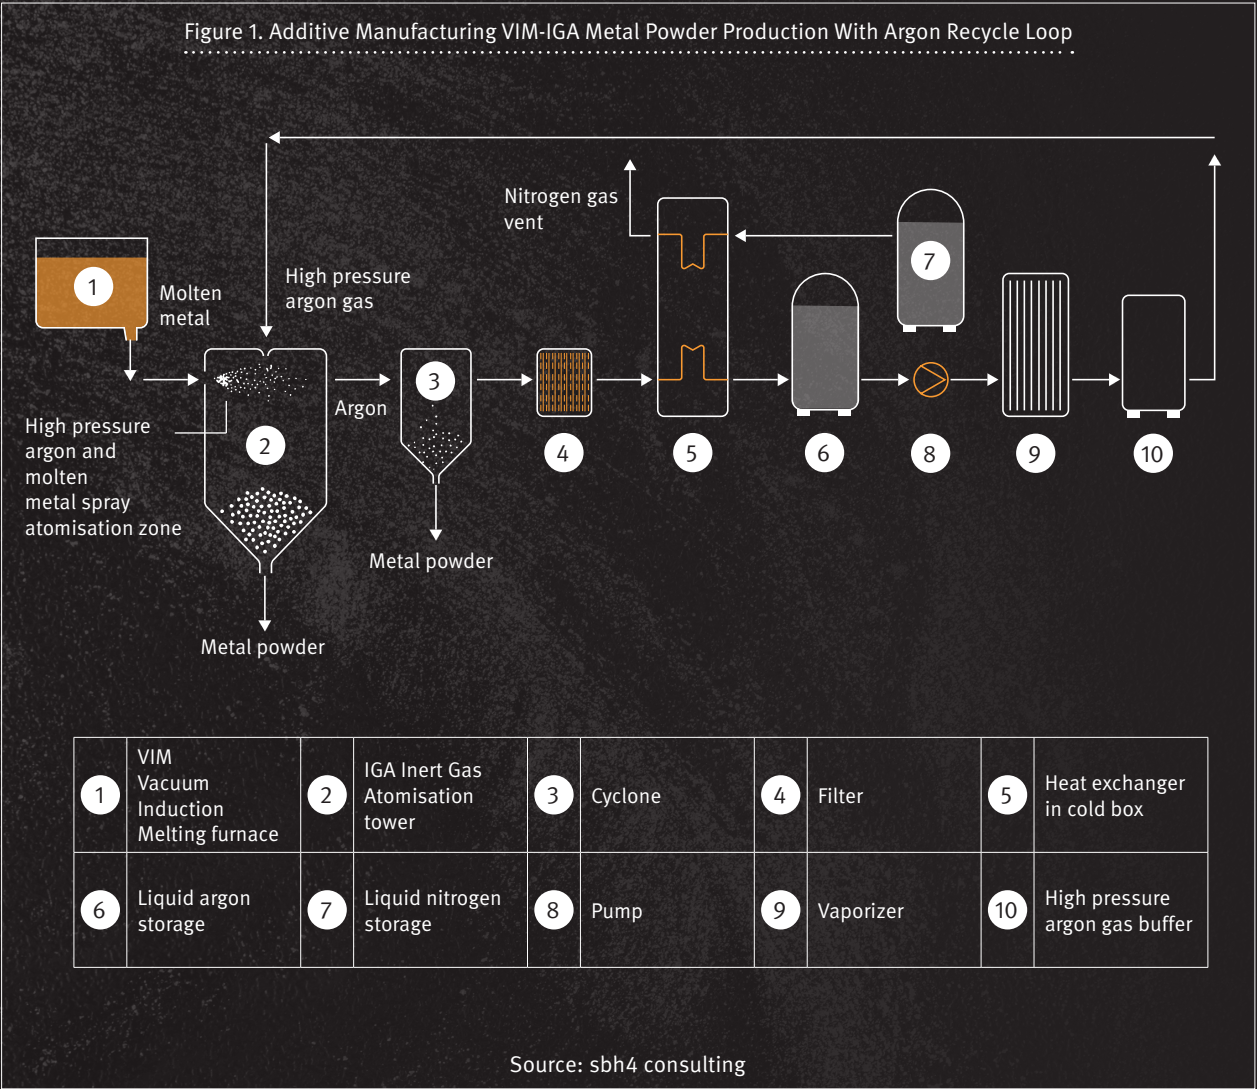 Figure 1. Additive Manufacturing VIM-IGA Metal Powder Production With Argon Recycle Loop
Nitrogen gas
vent
7
1
Molten
metal
High pressure
argon gas
3
Argon
High pressure
argon and
molten
metal spray
atomisation zone
2
4
5
6
8
9
10
Metal powder
Metal powder
1
VIM
Vacuum
Induction
Melting furnace
2
IGA Inert Gas
Atomisation
tower
3
Cyclone
4
Filter
5
Heat exchanger
in cold box
6
Liquid argon
storage
7
Liquid nitrogen
storage
8
Pump
9
Vaporizer
10
High pressure
argon gas buffer
Source: sbh4 consulting